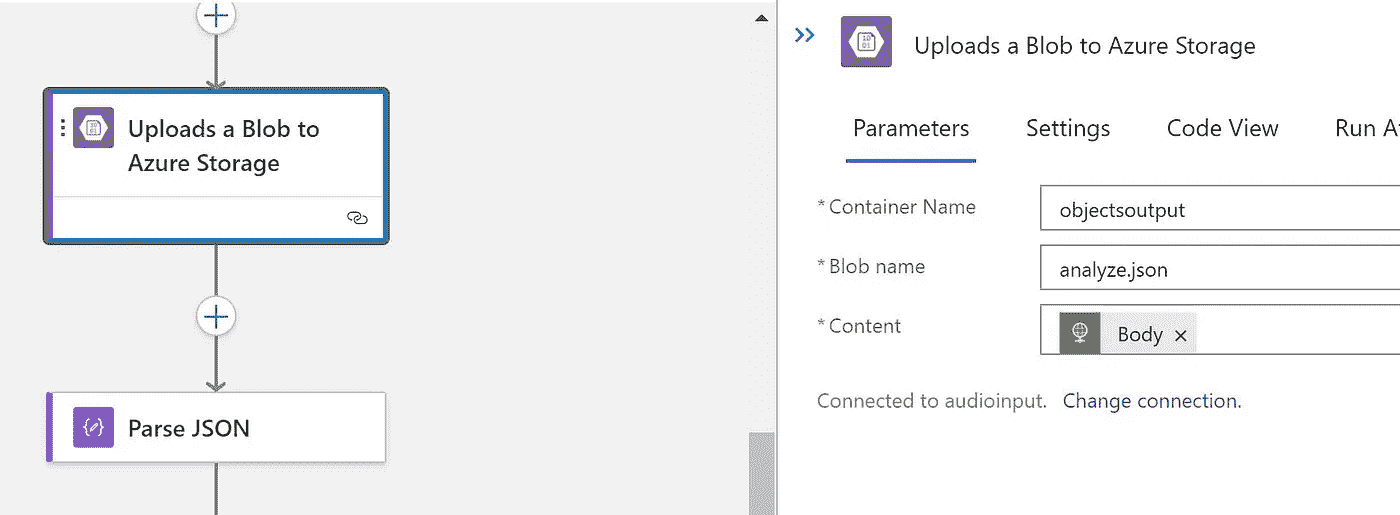 Uploads a Blob to
Azure Storage
Parse JSON
Uploads a Blob to Azure Storage
Parameters Settings Code View Run A
*Container Name objectsoutput
*Blob name analyze.json
*Content Body ×
Connected to audioinput. Change connection.